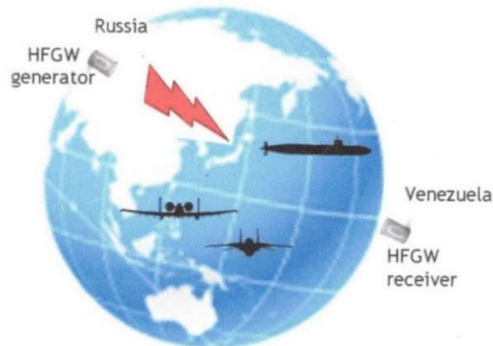 Russia
HFGW
generator
Venezuela
HFGW
receiver